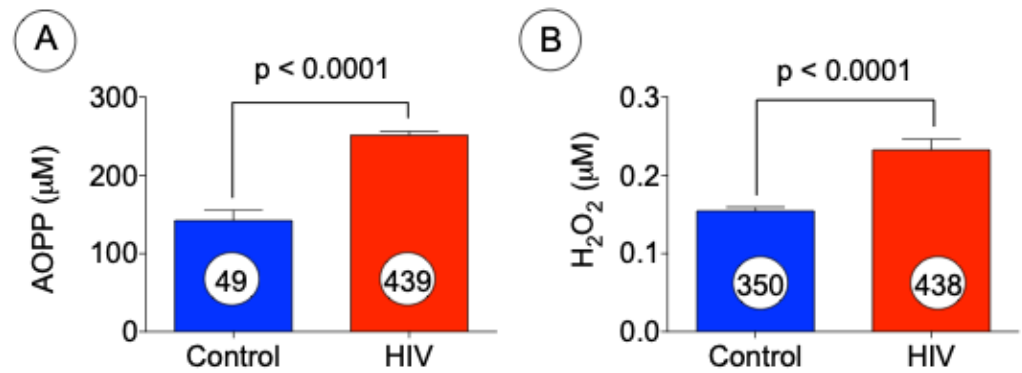 A
p < 0.0001
AOPP (μM)
300
200
100
0
49
439
Control
HIV
B
p < 0.0001
H₂O₂ (μM)
0.3
0.2
0.1
0.0
350
438
Control
HIV